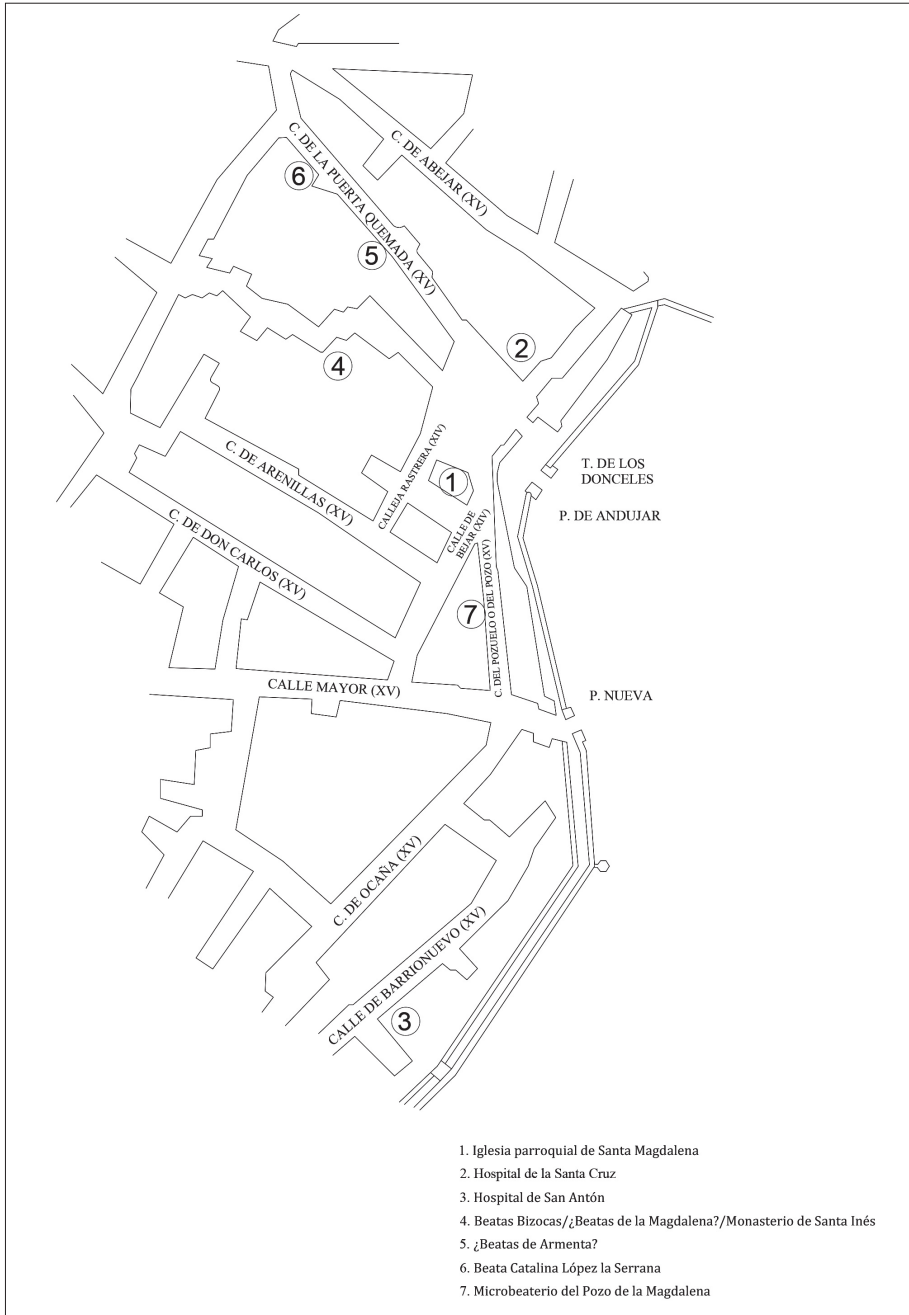 C. DE ABEJAR (XV)
C. DE LA PUERTA QUEMADA (XV)
6
5
2
4
CALLEJA RASTRERA (XIV)
1
T. DE LOS
DONCELES
C. DE ARENILLAS (XV)
P. DE ANDUJAR
CALLE DE
BEJAR (XIV)
C. DE DON CARLOS (XV)
7
C. DEL POZUELO O DEL POZO (XV)
CALLE MAYOR (XV)
P. NUEVA
C. DE OCAÑA (XV)
CALLE DE BARRIONUEVO (XV)
3
1. Iglesia parroquial de Santa Magdalena
2. Hospital de la Santa Cruz
3. Hospital de San Antón
4. Beatas Bizocas/¿Beatas de la Magdalena?/Monasterio de Santa Inés
5. ¿Beatas de Armenta?
6. Beata Catalina López la Serrana
7. Microbeaterio del Pozo de la Magdalena